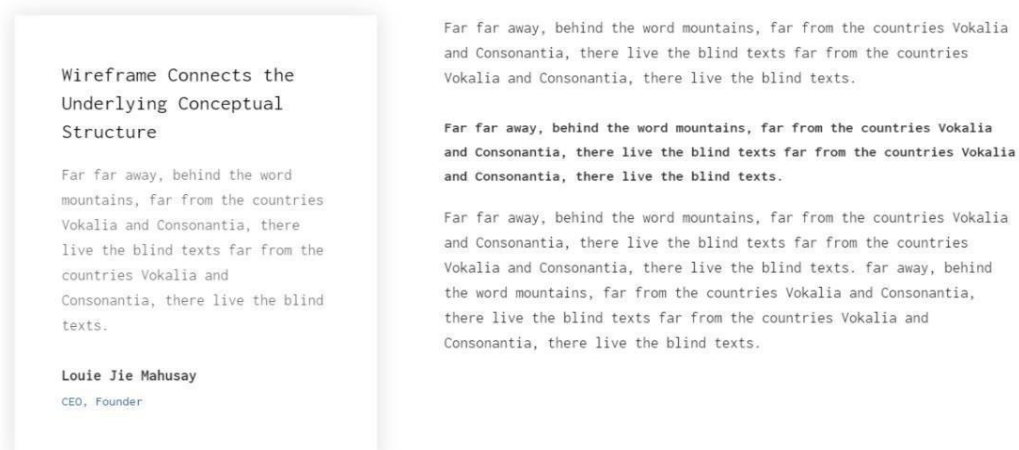 Wireframe Connects the
Underlying Conceptual
Structure
Far far away, behind the word
mountains, far from the countries
Vokalia and Consonantia, there
live the blind texts far from the
countries Vokalia and
Consonantia, there live the blind
texts.
Louie Jie Mahusay
CEO, Founder
Far far away, behind the word mountains, far from the countries Vokalia
and Consonantia, there live the blind texts far from the countries
Vokalia and Consonantia, there live the blind texts.
Far far away, behind the word mountains, far from the countries Vokalia
and Consonantia, there live the blind texts far from the countries Vokalia
and Consonantia, there live the blind texts.
Far far away, behind the word mountains, far from the countries Vokalia
and Consonantia, there live the blind texts far from the countries
Vokalia and Consonantia, there live the blind texts. far away, behind
the word mountains, far from the countries Vokalia and Consonantia,
there live the blind texts far from the countries Vokalia and
Consonantia, there live the blind texts.